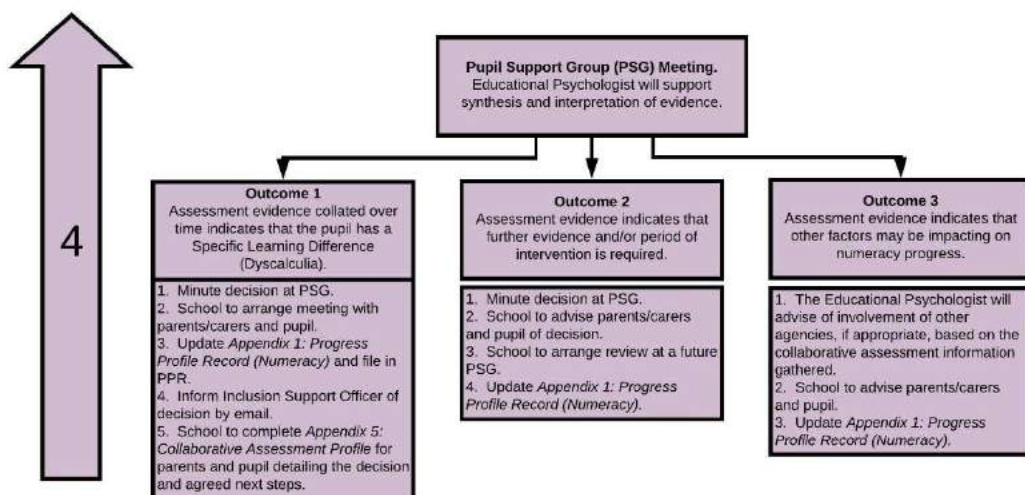 4
Pupil Support Group (PSG) Meeting.
Educational Psychologist will support
synthesis and interpretation of evidence.
Outcome 1
Assessment evidence collated over
time indicates that the pupil has a
Specific Learning Difference
(Dyscalculia).
1. Minute decision at PSG.
2. School to arrange meeting with
parents/carers and pupil.
3. Update Appendix 1: Progress
Profile Record (Numeracy) and file in
PPR.
4. Inform Inclusion Support Officer of
decision by email.
5. School to complete Appendix 5:
Collaborative Assessment Profile for
parents and pupil detailing the decision
and agreed next steps.
Outcome 2
Assessment evidence indicates that
further evidence and/or period of
intervention is required.
1. Minute decision at PSG.
2. School to advise parents/carers
and pupil of decision.
3. School to arrange review at a future
PSG.
4. Update Appendix 1: Progress
Profile Record (Numeracy).
Outcome 3
Assessment evidence indicates that
other factors may be impacting on
numeracy progress.
1. The Educational Psychologist will
advise of involvement of other
agencies, if appropriate, based on the
collaborative assessment information
gathered.
2. School to advise parents/carers
and pupil.
3. Update Appendix 1: Progress
Profile Record (Numeracy).